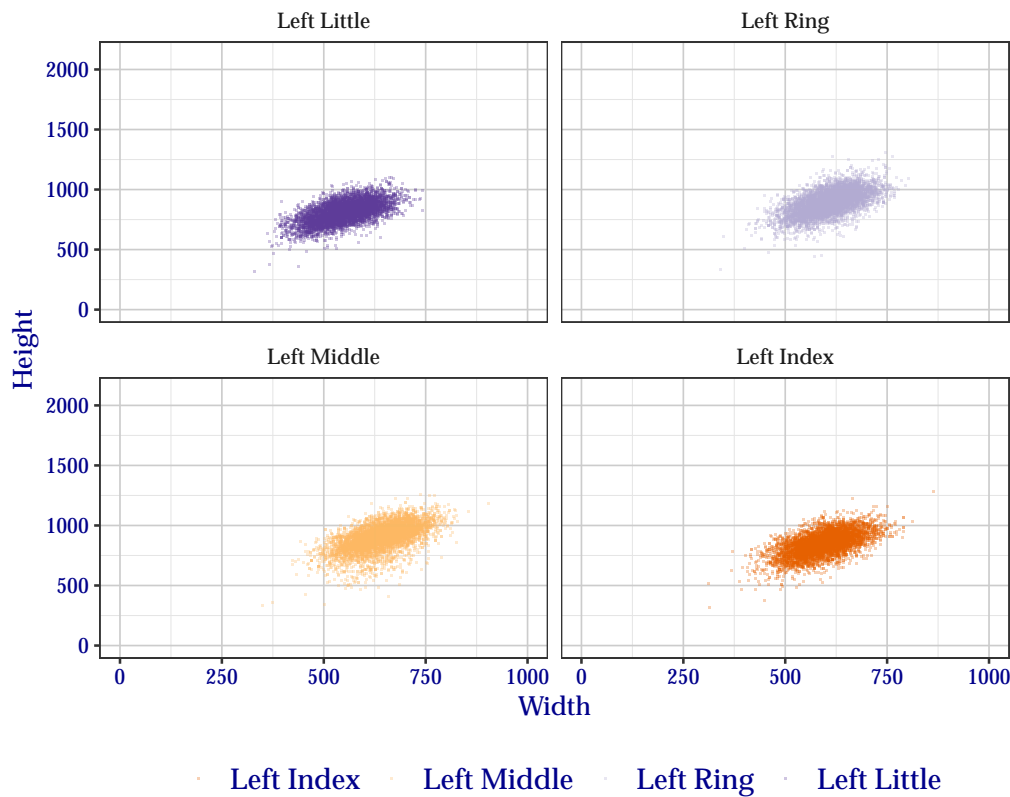 Left Little
Left Ring
2000
1500
1000
500
0
Height
Left Middle
Left Index
2000
1500
1000
500
0
0 250 500 750 1000 0 250 500 750 1000
Width
Left Index Left Middle Left Ring Left Little